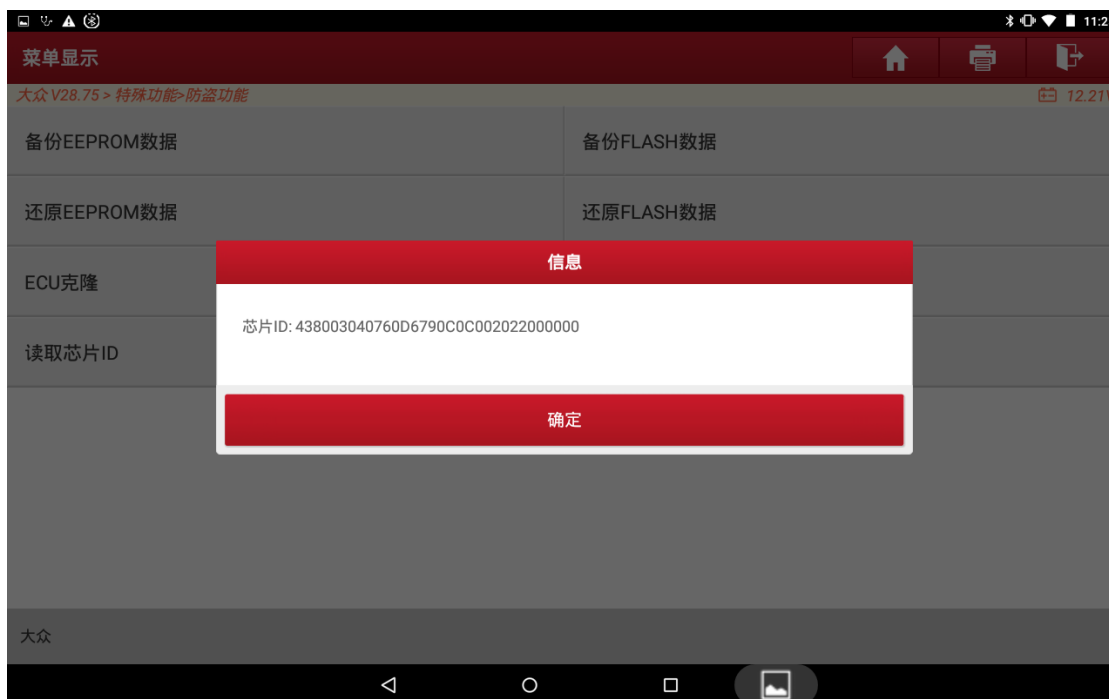 11:2
菜单显示
大众 V28.75 > 特殊功能>防盗功能
12.21V
备份EEPROM数据
备份FLASH数据
还原EEPROM数据
还原FLASH数据
信息
ECU克隆
芯片ID: 438003040760D6790C0C002022000000
读取芯片ID
确定
大众